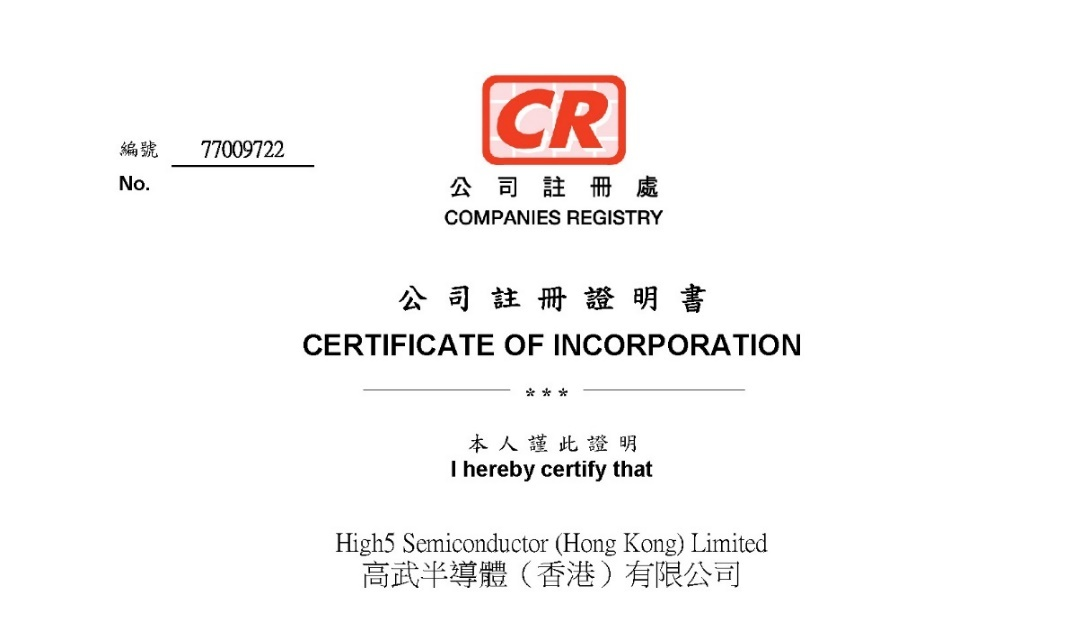 CR
編號 77009722
No.
公司註冊處
COMPANIES REGISTRY
公司註冊證明書
CERTIFICATE OF INCORPORATION
***
本人謹此證明
I hereby certify that
High5 Semiconductor (Hong Kong) Limited
高武半導體（香港）有限公司